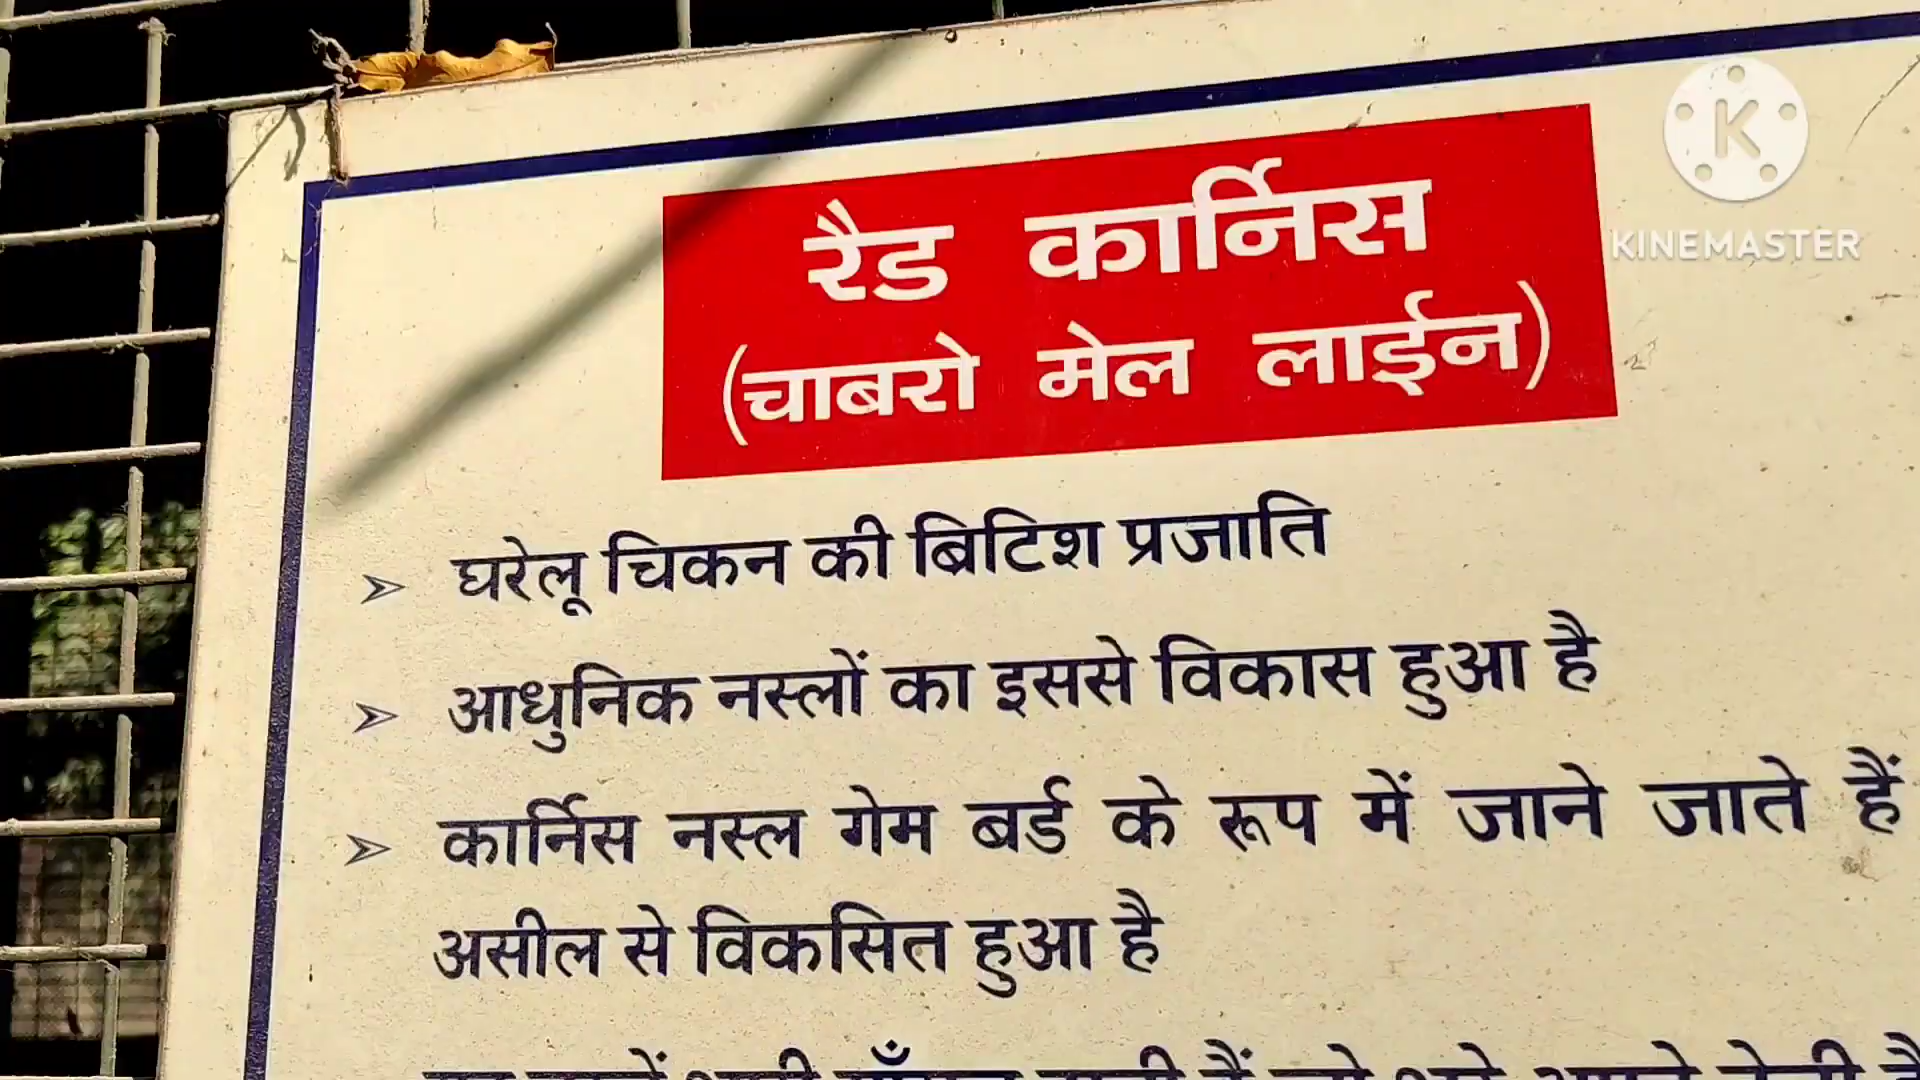 रैड कार्निस
(चाबरो मेल लाईन)
KINEMASTER
➢ घरेलू चिकन की ब्रिटिश प्रजाति
➢ आधुनिक नस्लों का इससे विकास हुआ है
➢ कार्निस नस्ल गेम बर्ड के रूप में जाने जाते हैं
असील से विकसित हुआ है